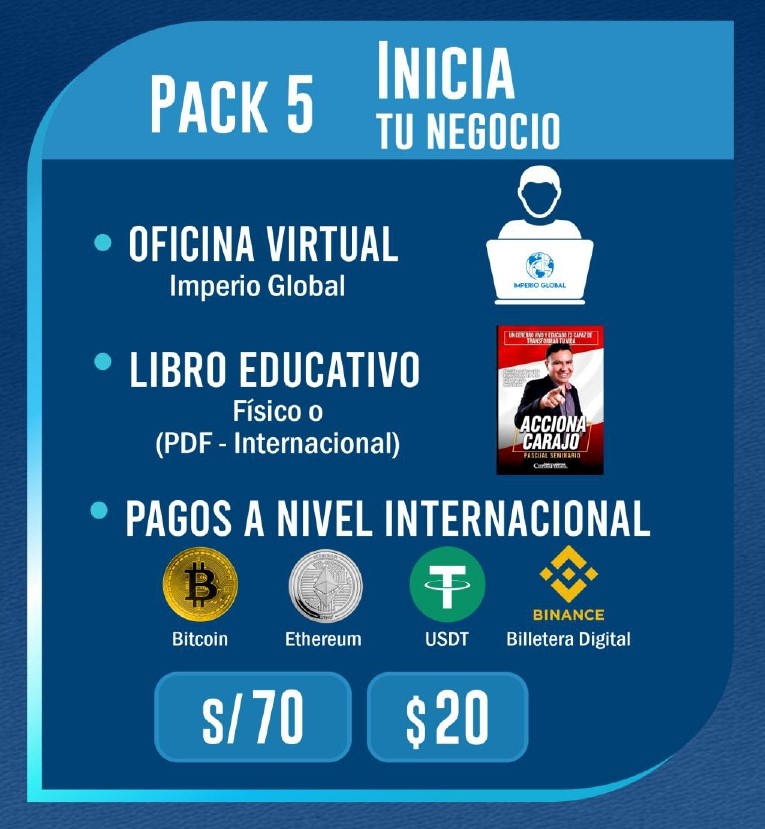 PACK 5
INICIA
TU NEGOCIO
OFICINA VIRTUAL
Imperio Global
IMPERIO GLOBAL
LIBRO EDUCATIVO
Físico o
(PDF - Internacional)
UN CEREBRO VIVO Y EDUCADO ES CAPAZ DE
TRANSFORMAR TU VIDA
ACCIONA
CARAJO
PASCUAL SEMINARIO
PAGOS A NIVEL INTERNACIONAL
BINANCE
Bitcoin
Ethereum
USDT
Billetera Digital
S/70
$20